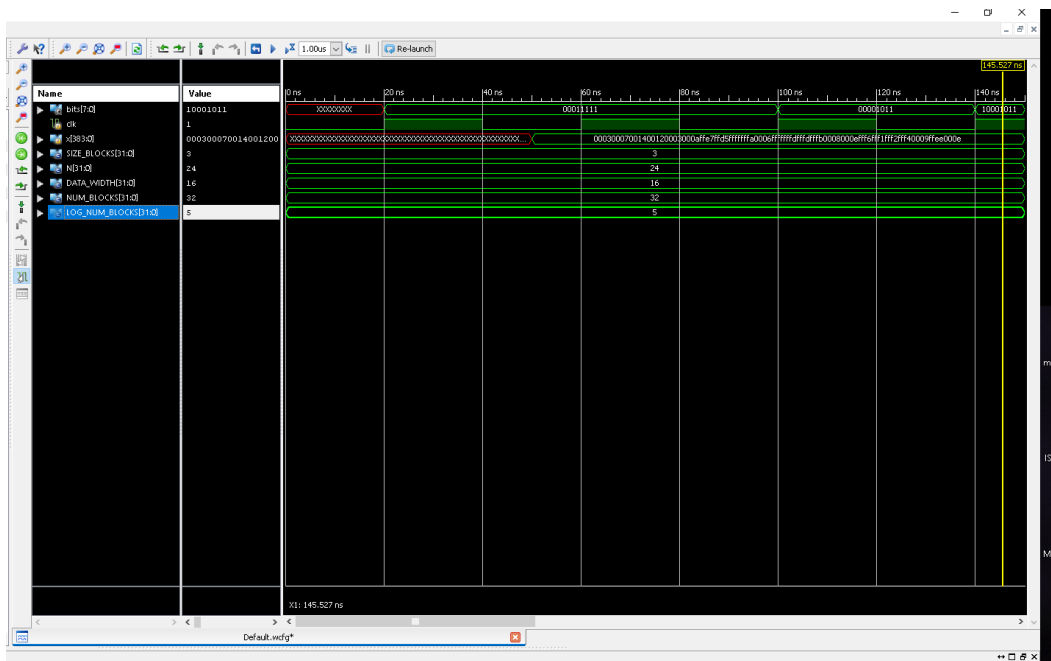 1.00us Re-launch
145.527 ns
Name Value 0 ns 20 ns 40 ns 60 ns 80 ns 100 ns 120 ns 140 ns
bits[7:0] 10001011 XXXXXXXX 00011111 00001011 10001011
clk 1
x[383:0] 000300070014001200
SIZE_BLOCKS[31:0] 3 3
N[31:0] 24 24
DATA_WIDTH[31:0] 16 16
NUM_BLOCKS[31:0] 32 32
LOG_NUM_BLOCKS[31:0] 5 5
X1: 145.527 ns
Default.wcfg*